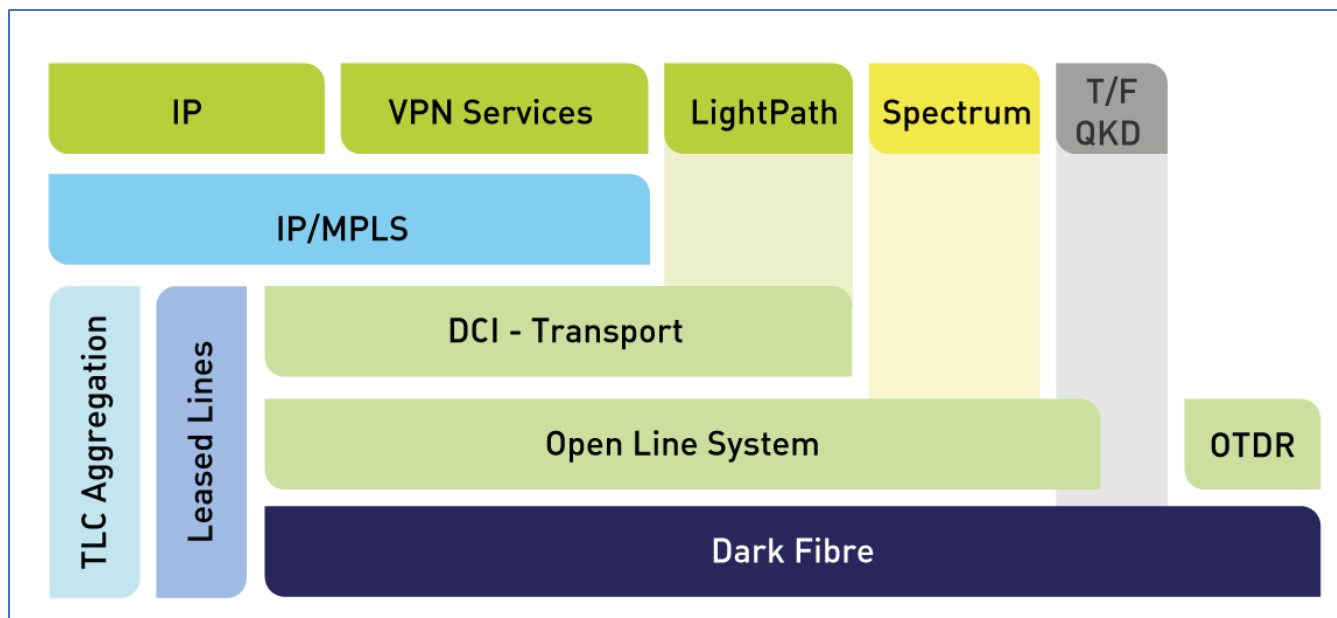 IP
VPN Services
LightPath
Spectrum
T/F
QKD
IP/MPLS
TLC Aggregation
Leased Lines
DCI - Transport
Open Line System
OTDR
Dark Fibre